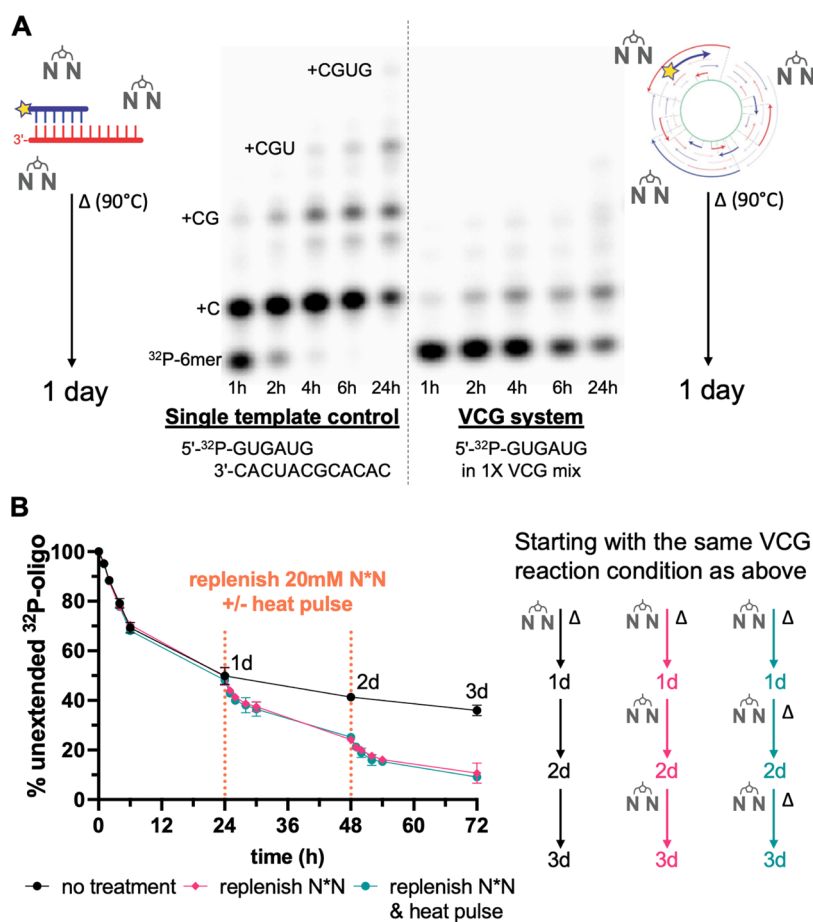 A
N N
N N
3'-
N N
Δ (90°C)
1 day
+CGUG
+CGU
+CG
+C
³²P-6mer
1h 2h 4h 6h 24h
Single template control
5'-³²P-GUGAUG
3'-CACUACGCACAC
1h 2h 4h 6h 24h
VCG system
5'-³²P-GUGAUG
in 1X VCG mix
N N
N N
N N
Δ (90°C)
1 day
B
% unextended ³²P-oligo
100
80
60
40
20
0
replenish 20mM N*N
+/- heat pulse
1d
2d
3d
0 12 24 36 48 60 72
time (h)
no treatment
replenish N*N
replenish N*N
& heat pulse
Starting with the same VCG
reaction condition as above
N N Δ N N Δ N N Δ
1d 1d 1d
N N N N Δ
2d 2d 2d
N N N N Δ
3d 3d 3d